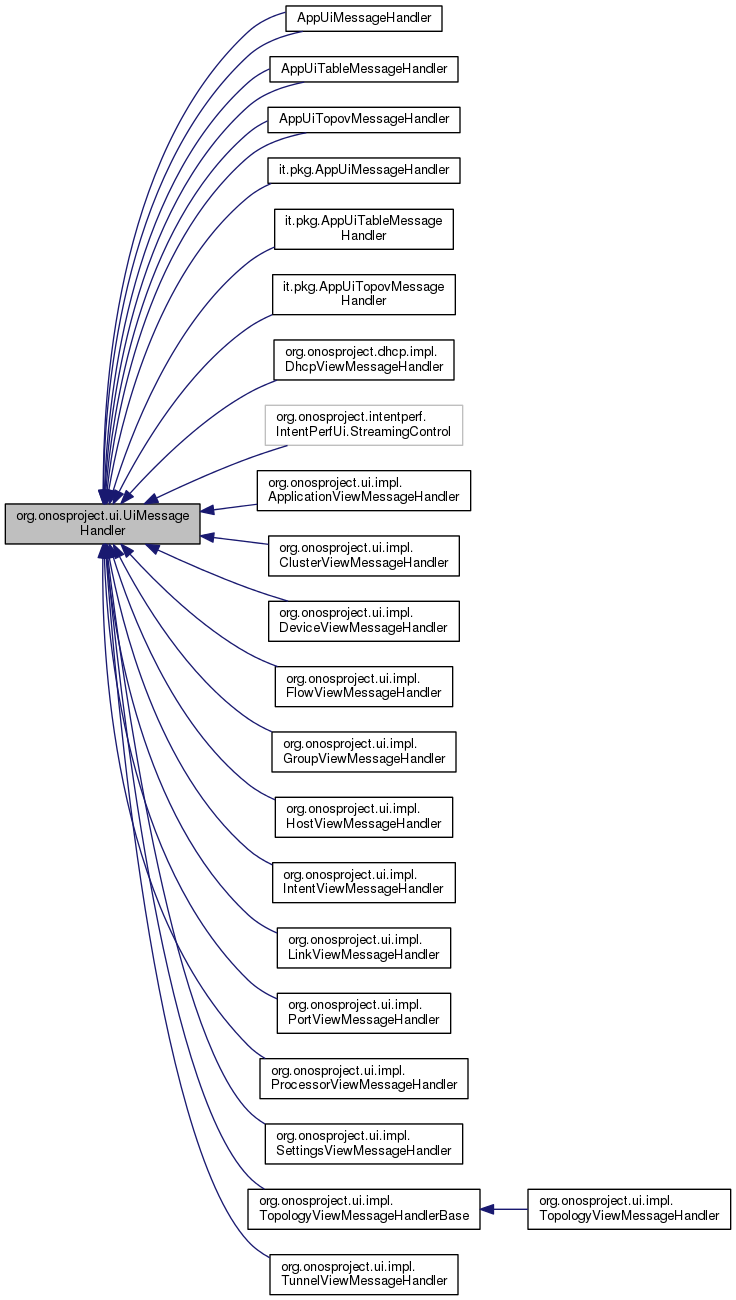 AppUiMessageHandler
AppUiTableMessageHandler
AppUiTopovMessageHandler
it.pkg.AppUiMessageHandler
it.pkg.AppUiTableMessage
Handler
it.pkg.AppUiTopovMessage
Handler
org.onosproject.dhcp.impl.
DhcpViewMessageHandler
org.onosproject.intentperf.
IntentPerfUi.StreamingControl
org.onosproject.ui.impl.
ApplicationViewMessageHandler
org.onosproject.ui.UiMessage
Handler
org.onosproject.ui.impl.
ClusterViewMessageHandler
org.onosproject.ui.impl.
DeviceViewMessageHandler
org.onosproject.ui.impl.
FlowViewMessageHandler
org.onosproject.ui.impl.
GroupViewMessageHandler
org.onosproject.ui.impl.
HostViewMessageHandler
org.onosproject.ui.impl.
IntentViewMessageHandler
org.onosproject.ui.impl.
LinkViewMessageHandler
org.onosproject.ui.impl.
PortViewMessageHandler
org.onosproject.ui.impl.
ProcessorViewMessageHandler
org.onosproject.ui.impl.
SettingsViewMessageHandler
org.onosproject.ui.impl.
TopologyViewMessageHandlerBase
org.onosproject.ui.impl.
TopologyViewMessageHandler
org.onosproject.ui.impl.
TunnelViewMessageHandler